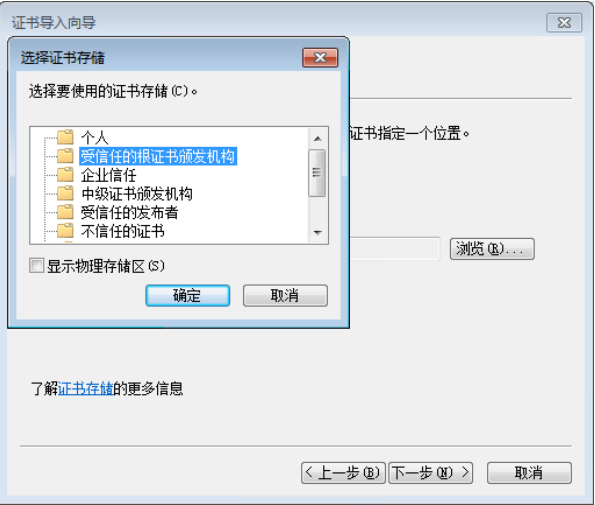 证书导入向导
选择证书存储
选择要使用的证书存储(C)。
个人
受信任的根证书颁发机构
企业信任
中级证书颁发机构
受信任的发布者
不信任的证书
显示物理存储区(S)
确定 取消
证书指定一个位置。
浏览(R)...
了解证书存储的更多信息
<上一步(B) 下一步(N) > 取消